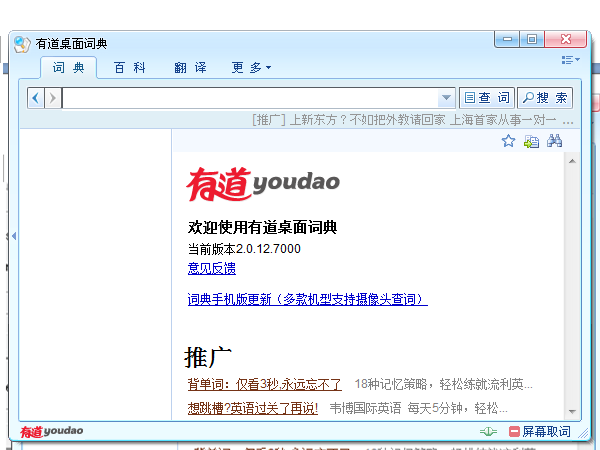 有道桌面词典
词 典 百 科 翻 译 更 多
查 词 搜 索
[推广] 上新东方？不如把外教请回家 上海首家从事一对一 ...
有道 youdao
欢迎使用有道桌面词典
当前版本2.0.12.7000
意见反馈
词典手机版更新（多款机型支持摄像头查词）
推广
背单词：仅看3秒,永远忘不了 18种记忆策略，轻松练就流利英...
想跳槽?英语过关了再说! 韦博国际英语 每天5分钟，轻松...
有道 youdao 屏幕取词